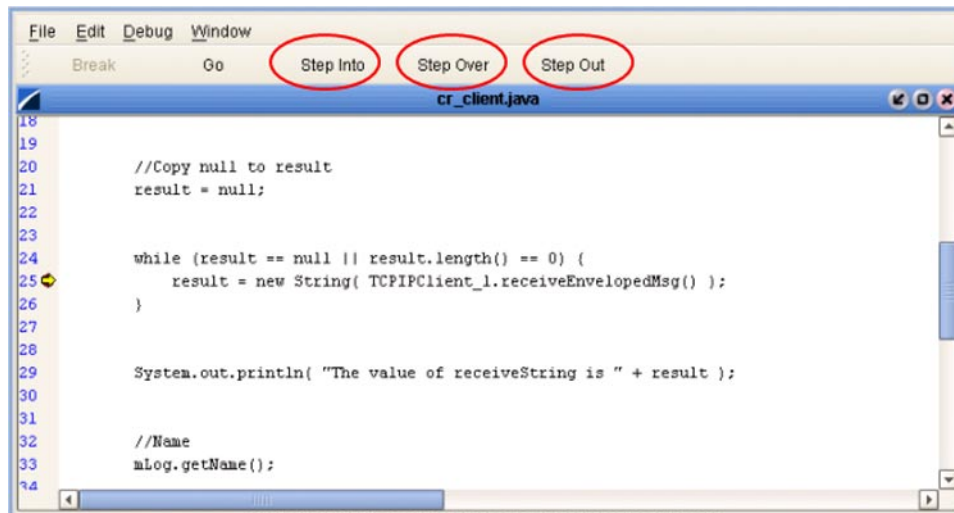 File Edit Debug Window
Break Go Step Into Step Over Step Out
cr_client.java
18
19
20 //Copy null to result
21 result = null;
22
23
24 while (result == null || result.length() == 0) {
25 result = new String( TCPIPClient_1.receiveEnvelopedMsg() );
26 }
27
28
29 System.out.println( "The value of receiveString is " + result );
30
31
32 //Name
33 mLog.getName();
34